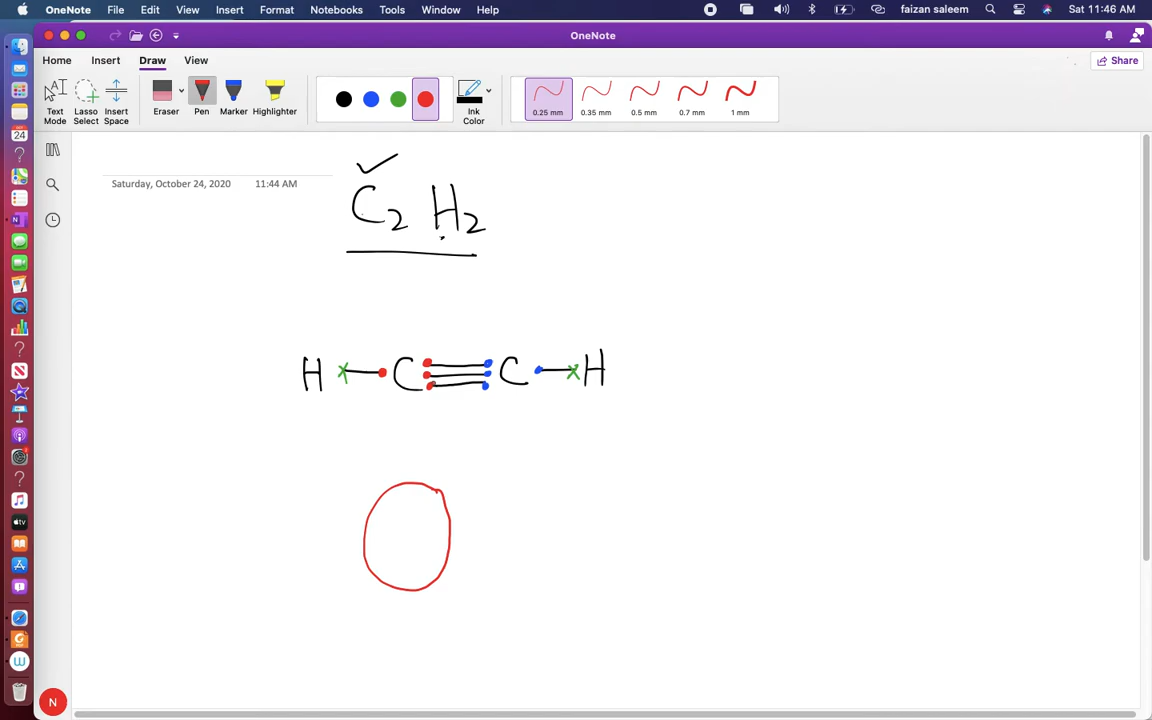 OneNote File Edit View Insert Format Notebooks Tools Window Help faizan saleem Sat 11:46 AM
OneNote
Home Insert Draw View Share
Text Mode Lasso Select Insert Space Eraser Pen Marker Highlighter Ink Color 0.25 mm 0.35 mm 0.5 mm 0.7 mm 1 mm
Saturday, October 24, 2020 11:44 AM
C2 H2
H x C C x H
24
tv
W
N